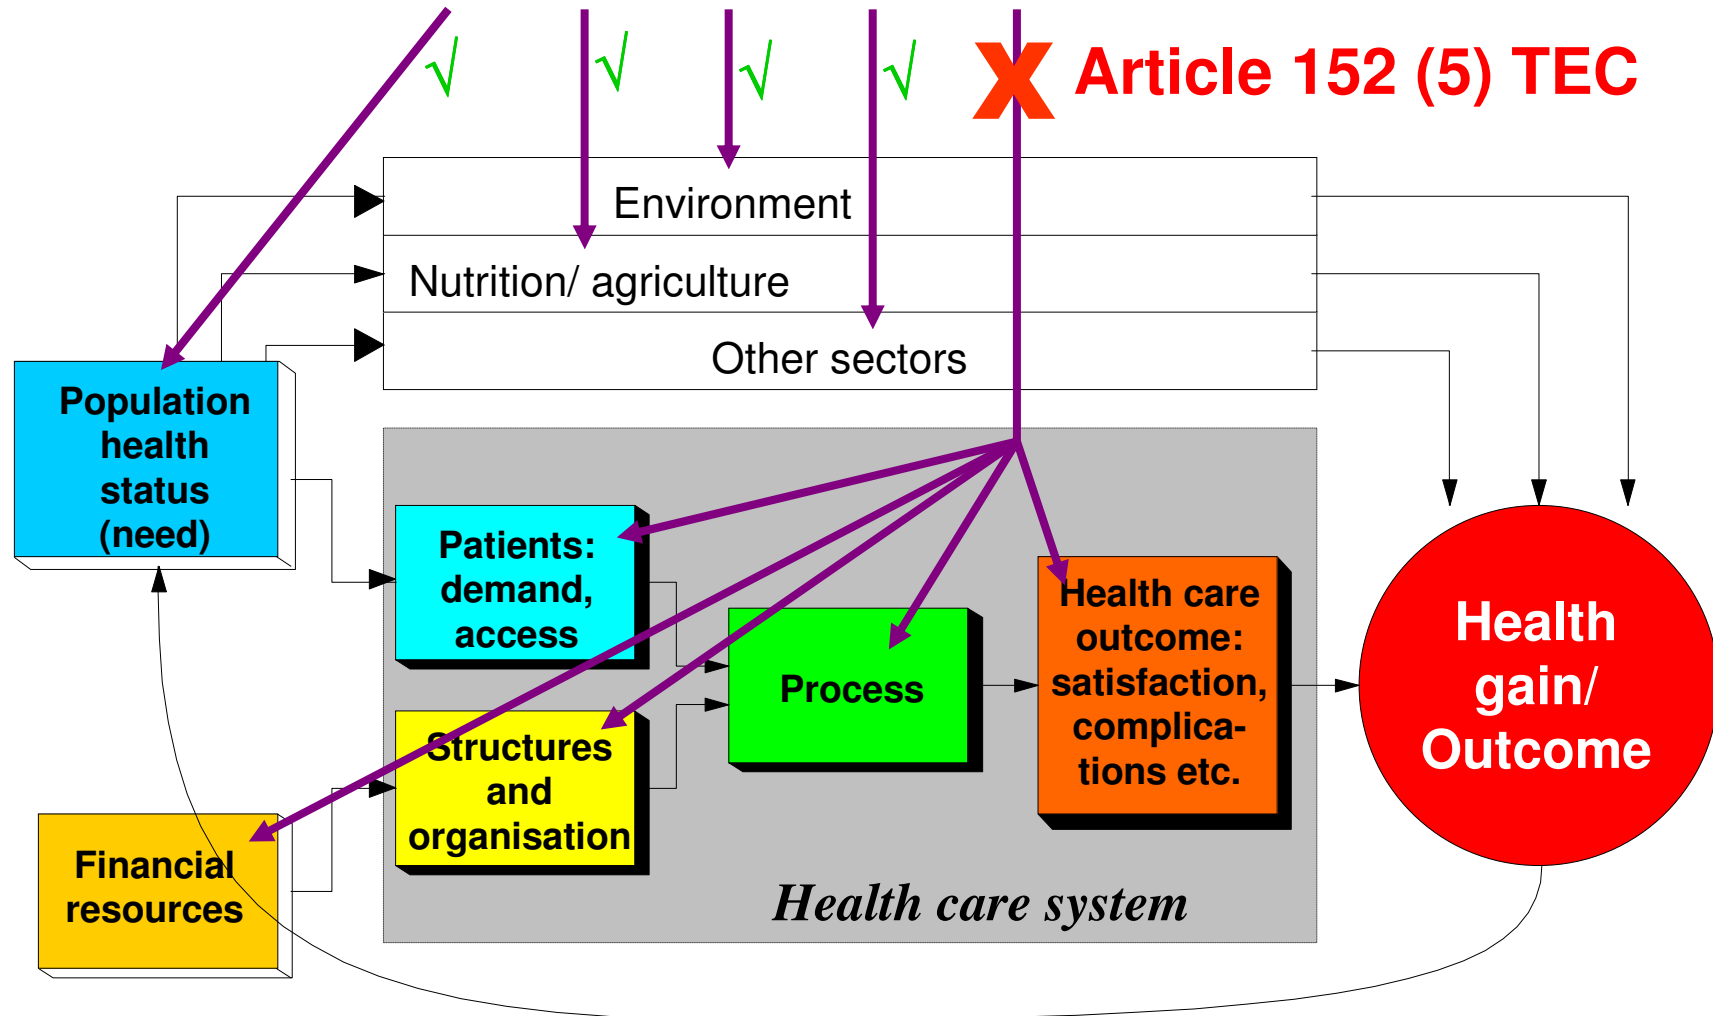 √ √ √ √ X Article 152 (5) TEC
Environment
Nutrition/ agriculture
Other sectors
Population
health
status
(need)
Patients:
demand,
access
Structures
and
organisation
Financial
resources
Process
Health care
outcome:
satisfaction,
complica-
tions etc.
Health
gain/
Outcome
Health care system